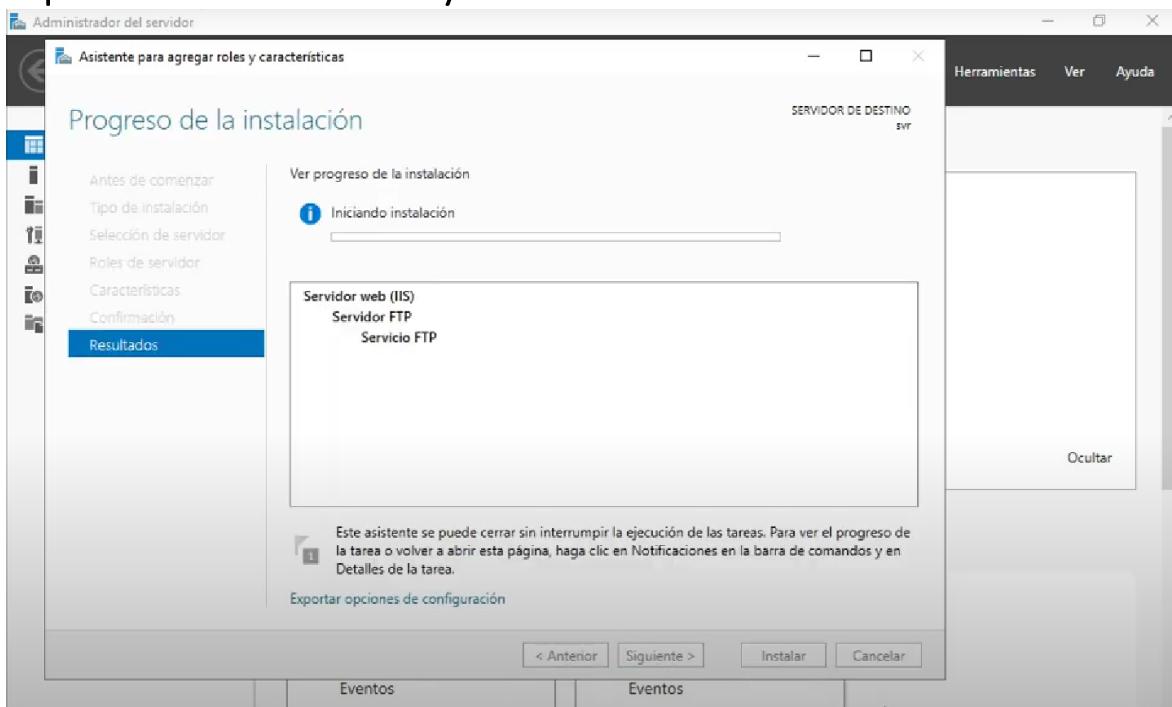 Administrador del servidor
Asistente para agregar roles y características
Herramientas Ver Ayuda
Progreso de la instalación
SERVIDOR DE DESTINO
svr
Antes de comenzar
Tipo de instalación
Selección de servidor
Roles de servidor
Características
Confirmación
Resultados
Ver progreso de la instalación
Iniciando instalación
Servidor web (IIS)
Servidor FTP
Servicio FTP
Ocultar
Este asistente se puede cerrar sin interrumpir la ejecución de las tareas. Para ver el progreso de
la tarea o volver a abrir esta página, haga clic en Notificaciones en la barra de comandos y en
Detalles de la tarea.
1
Exportar opciones de configuración
< Anterior Siguiente > Instalar Cancelar
Eventos Eventos